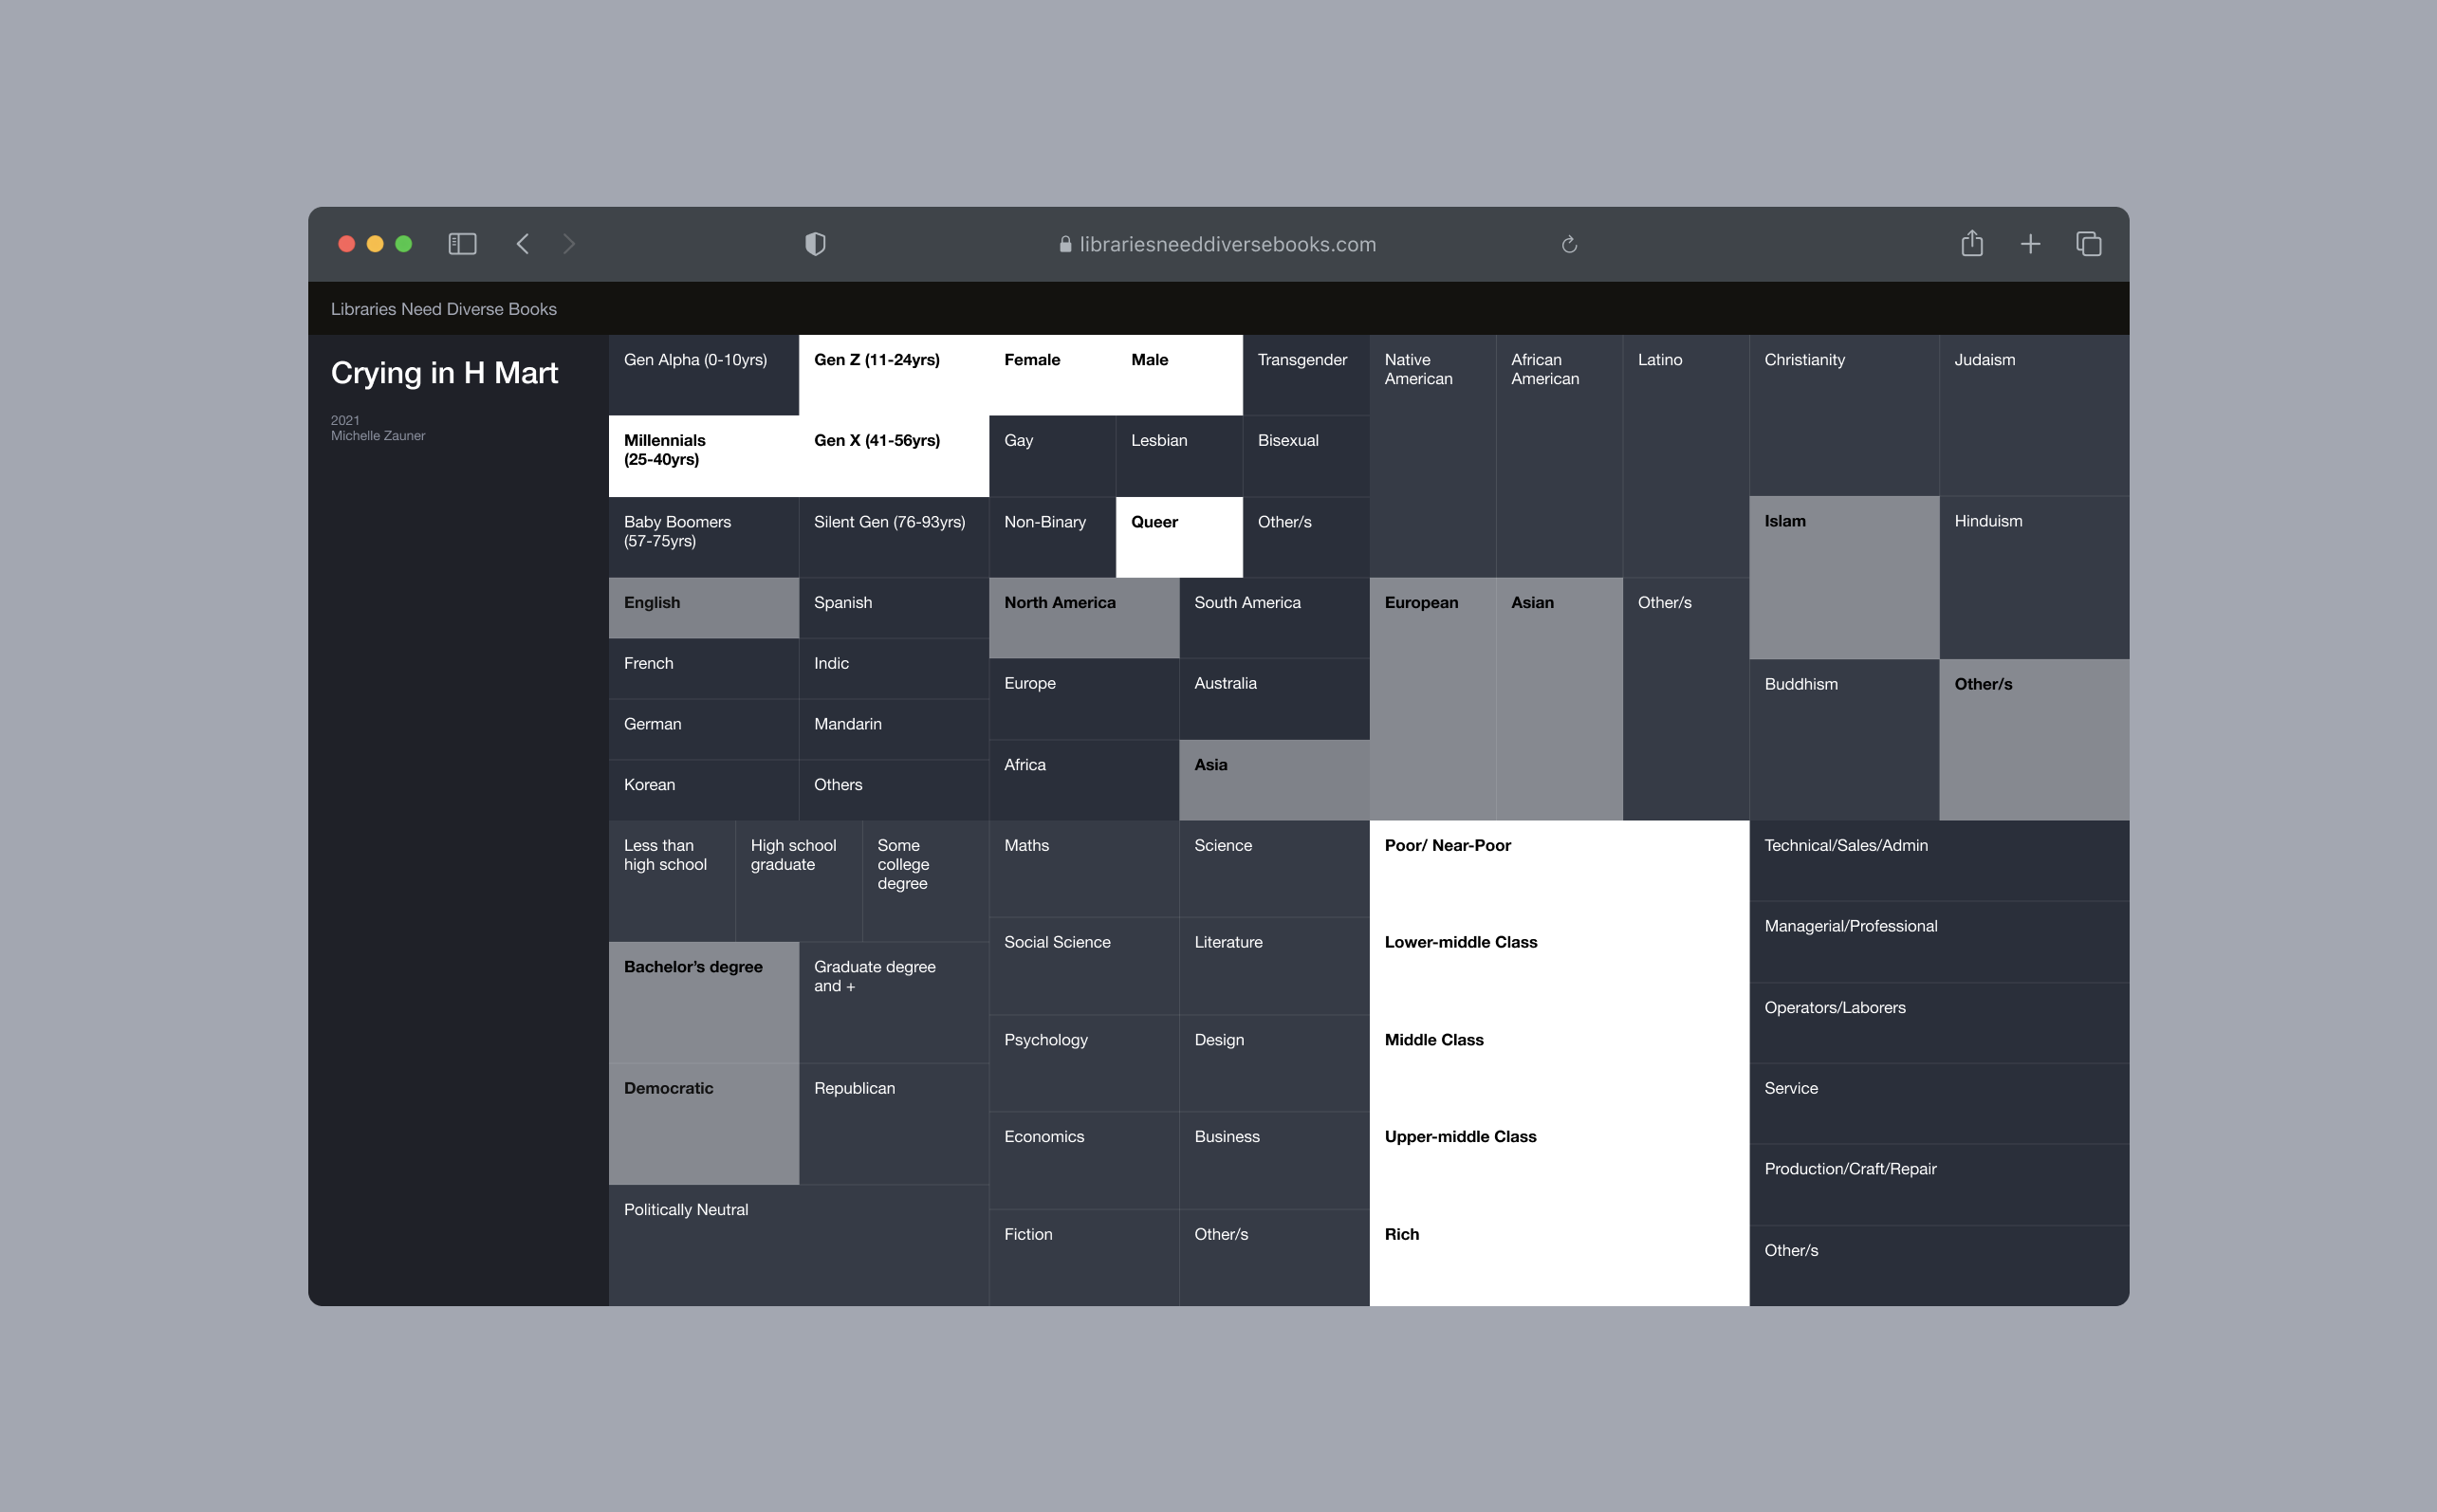 librariesneeddiversebooks.com
Libraries Need Diverse Books
Crying in H Mart
2021
Michelle Zauner
Gen Alpha (0-10yrs)
Gen Z (11-24yrs)
Millennials
(25-40yrs)
Gen X (41-56yrs)
Baby Boomers
(57-75yrs)
Silent Gen (76-93yrs)
Female
Male
Transgender
Gay
Lesbian
Bisexual
Non-Binary
Queer
Other/s
Native
American
African
American
Latino
European
Asian
Other/s
Christianity
Judaism
Islam
Hinduism
Buddhism
Other/s
English
Spanish
French
Indic
German
Mandarin
Korean
Others
North America
South America
Europe
Australia
Africa
Asia
Less than
high school
High school
graduate
Some
college
degree
Bachelor’s degree
Graduate degree
and +
Democratic
Republican
Politically Neutral
Maths
Science
Social Science
Literature
Psychology
Design
Economics
Business
Fiction
Other/s
Poor/ Near-Poor
Lower-middle Class
Middle Class
Upper-middle Class
Rich
Technical/Sales/Admin
Managerial/Professional
Operators/Laborers
Service
Production/Craft/Repair
Other/s